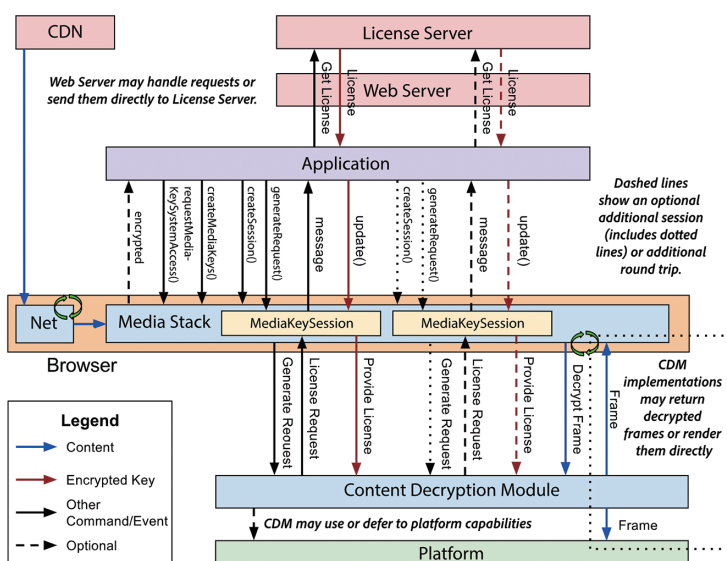 CDN
License Server
Web Server may handle requests or
send them directly to License Server.
Get License
License
Get License
License
Web Server
Application
encrypted
requestMedia-
KeySystemAccess()
createMediaKeys()
createSession()
generateRequest()
message
update()
createSession()
generateRequest()
message
update()
Dashed lines
show an optional
additional session
(includes dotted
lines) or additional
round trip.
Net
Media Stack
MediaKeySession
MediaKeySession
Browser
Generate Reouest
License Request
Provide License
Generate Request
License Request
Provide License
Decrypt Frame
Frame
CDM
implementations
may return
decrypted
frames or render
them directly
Legend
Content
Encrypted Key
Other
Command/Event
Optional
Content Decryption Module
CDM may use or defer to platform capabilities
Frame
Platform